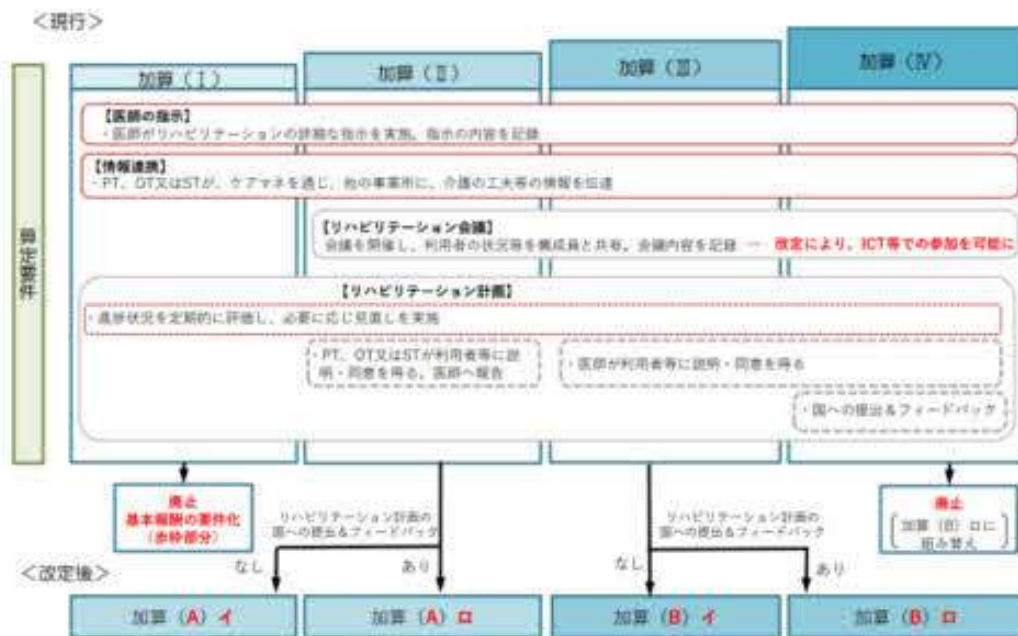 ＜現行＞
算定要件
加算（Ⅰ）
加算（Ⅱ）
加算（Ⅲ）
加算（Ⅳ）
【医師の指示】
・医師がリハビリテーションの詳細な指示を実施。指示の内容を記録
【情報連携】
・PT、OT又はSTが、ケアマネを通じ、他の事業所に、介護の工夫等の情報を伝達
【リハビリテーション会議】
会議を開催し、利用者の状況等を構成員と共有。会議内容を記録 → 改定により、ICT等での参加を可能に
【リハビリテーション計画】
・進捗状況を定期的に評価し、必要に応じ見直しを実施
・PT、OT又はSTが利用者等に説
明・同意を得る。医師へ報告
・医師が利用者等に説明・同意を得る
・国への提出＆フィードバック
廃止
基本報酬の要件化
（赤枠部分）
リハビリテーション計画の
国への提出＆フィードバック
なし
あり
リハビリテーション計画の
国への提出＆フィードバック
なし
あり
廃止
加算（B）ロに
組み替え
＜改定後＞
加算（A）イ
加算（A）ロ
加算（B）イ
加算（B）ロ